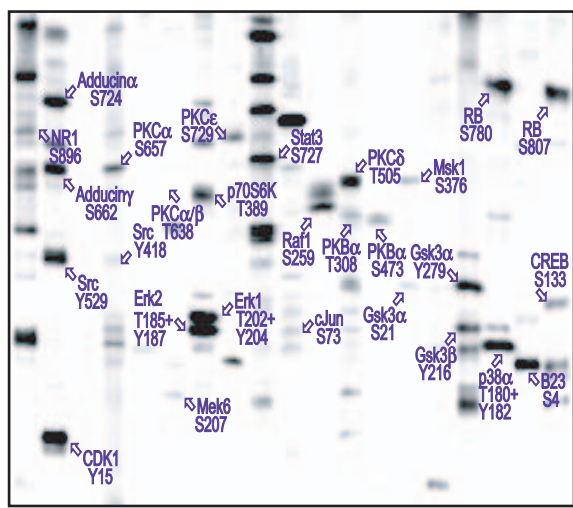 Adducinα
S724
NR1
S896
PKCα
S657
PKCε
S729
Stat3
S727
PKCδ
T505
Msk1
S376
RB
S780
RB
S807
Adducinγ
S662
PKCα/β
T638
p70S6K
T389
Src
Y418
Raf1
S259
PKBα
T308
PKBα
S473
Gsk3α
Y279
CREB
S133
Src
Y529
Erk2
T185+
Y187
Erk1
T202+
Y204
cJun
S73
Gsk3α
S21
Gsk3β
Y216
p38α
T180+
Y182
B23
S4
Mek6
S207
CDK1
Y15